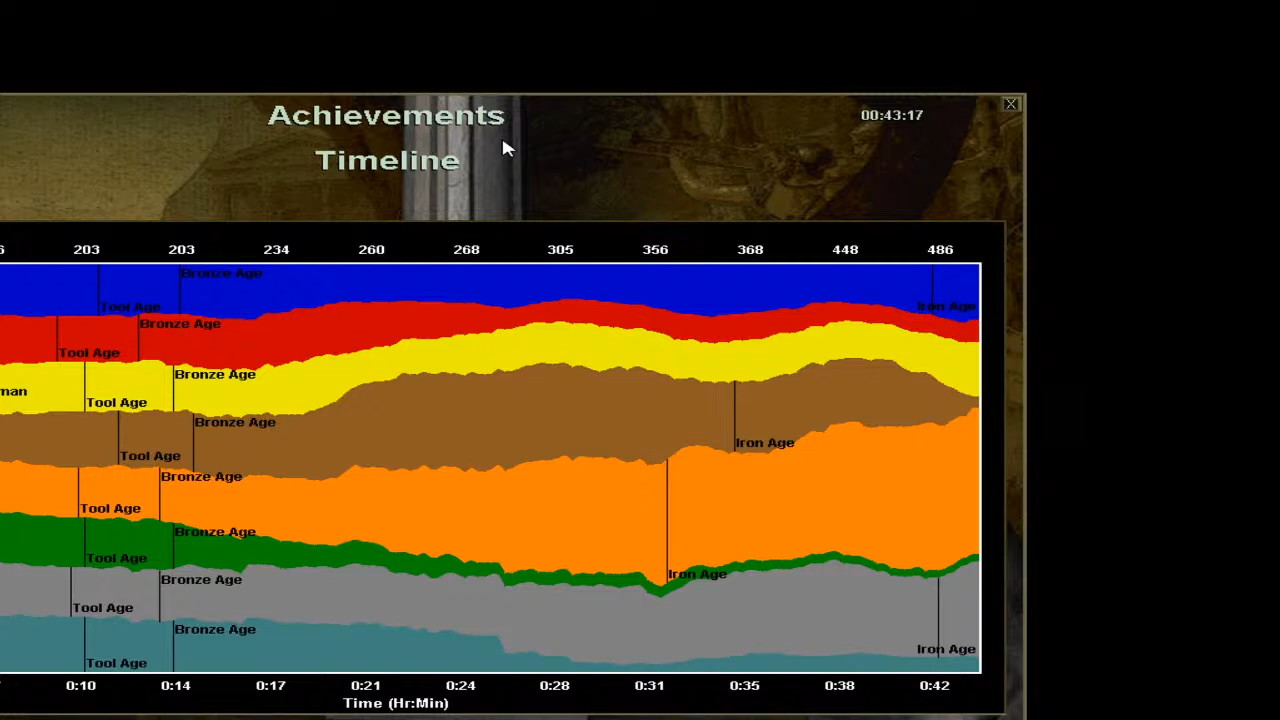 Achievements
00:43:17
Timeline
6 203 203 234 260 268 305 356 368 448 486
Bronze Age
Tool Age
Iron Age
Bronze Age
Tool Age
Bronze Age
man
Tool Age
Bronze Age
Iron Age
Tool Age
Bronze Age
Tool Age
Bronze Age
Tool Age
Iron Age
Bronze Age
Tool Age
Bronze Age
Iron Age
Tool Age
0:10 0:14 0:17 0:21 0:24 0:28 0:31 0:35 0:38 0:42
Time (Hr:Min)